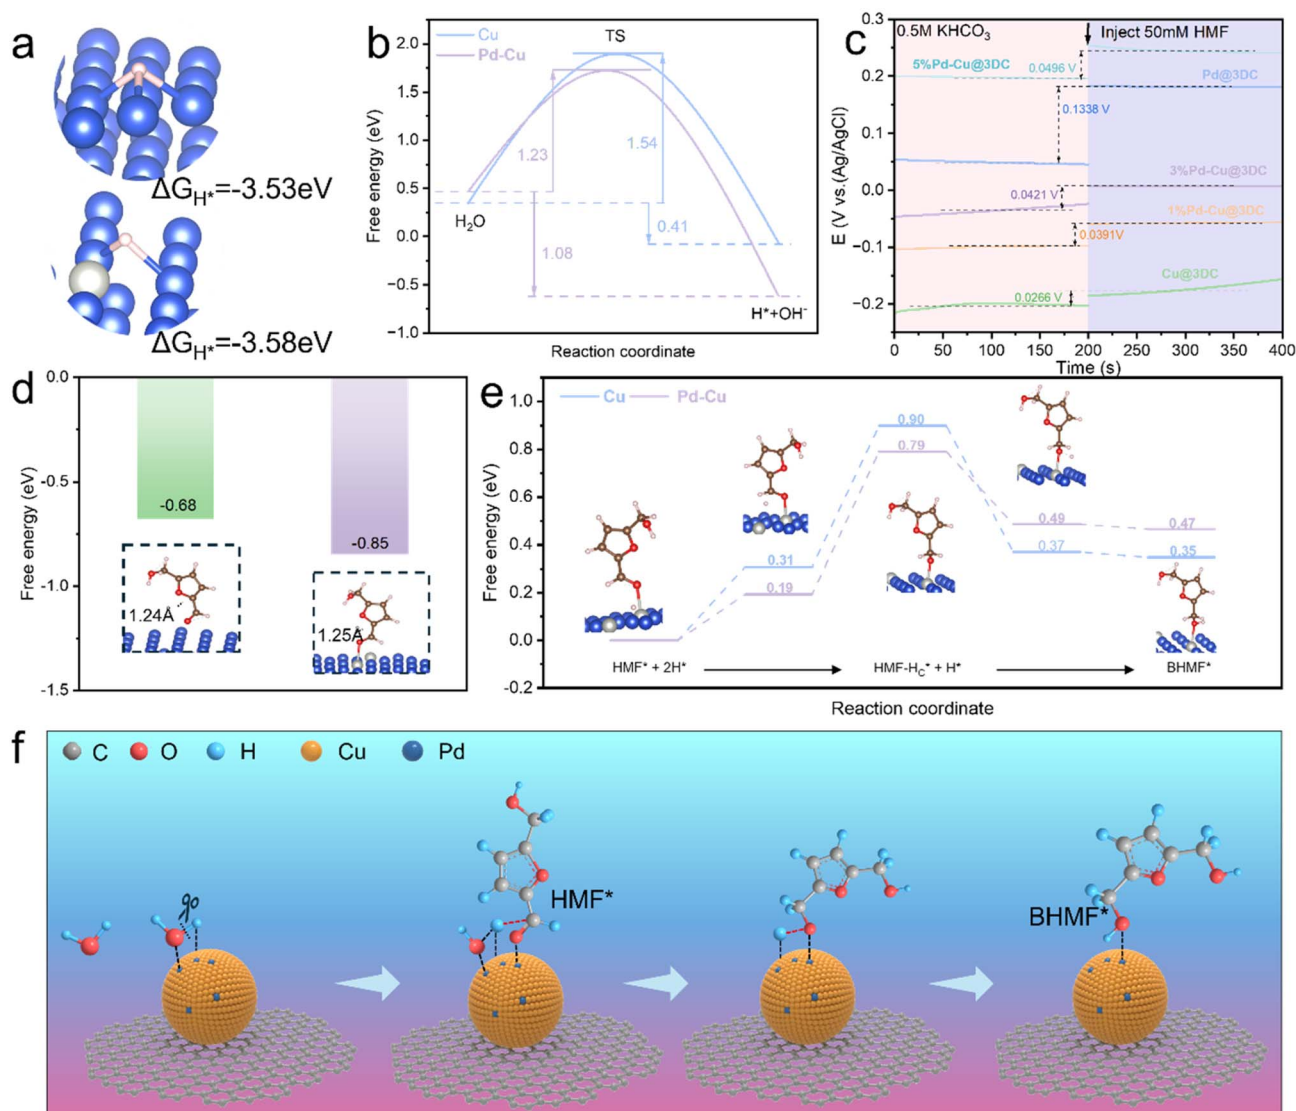 a
ΔG_H*=-3.53eV
ΔG_H*=-3.58eV
b
Cu
Pd-Cu
TS
2.0
1.5
1.0
0.5
0.0
−0.5
−1.0
Free energy (eV)
1.23
1.54
0.41
1.08
H₂O
H*+OH⁻
Reaction coordinate
c
0.5M KHCO₃
Inject 50mM HMF
5%Pd-Cu@3DC
0.0496 V
Pd@3DC
0.1338 V
3%Pd-Cu@3DC
0.0421 V
1%Pd-Cu@3DC
0.0391V
Cu@3DC
0.0266 V
0.3
0.2
0.1
0.0
−0.1
−0.2
E (V vs.(Ag/AgCl)
0 50 100 150 200 250 300 350 400
Time (s)
d
0.0
-0.5
-1.0
-1.5
Free energy (eV)
-0.68
-0.85
1.24Å
1.25Å
e
Cu
Pd-Cu
1.0
0.8
0.6
0.4
0.2
0.0
-0.2
Free energy (eV)
0.31
0.19
0.90
0.79
0.49
0.37
0.47
0.35
HMF* + 2H*
HMF-H_C* + H*
BHMF*
Reaction coordinate
f
C O H Cu Pd
HMF*
BHMF*